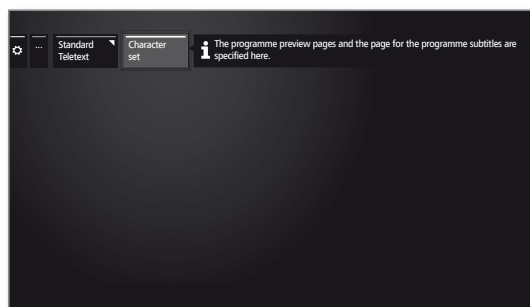 ...
Standard
Teletext
Character
set
i The programme preview pages and the page for the programme subtitles are
specified here.